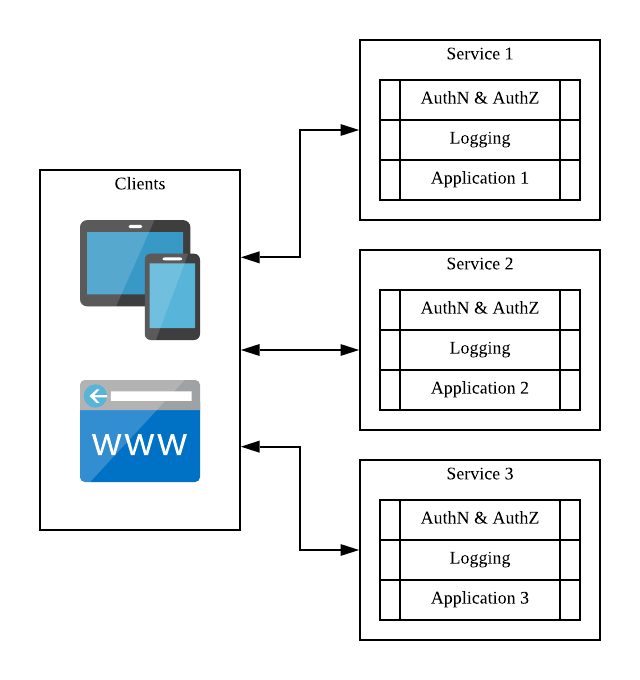 Service 1
AuthN & AuthZ
Logging
Application 1
Clients
WWW
Service 2
AuthN & AuthZ
Logging
Application 2
Service 3
AuthN & AuthZ
Logging
Application 3